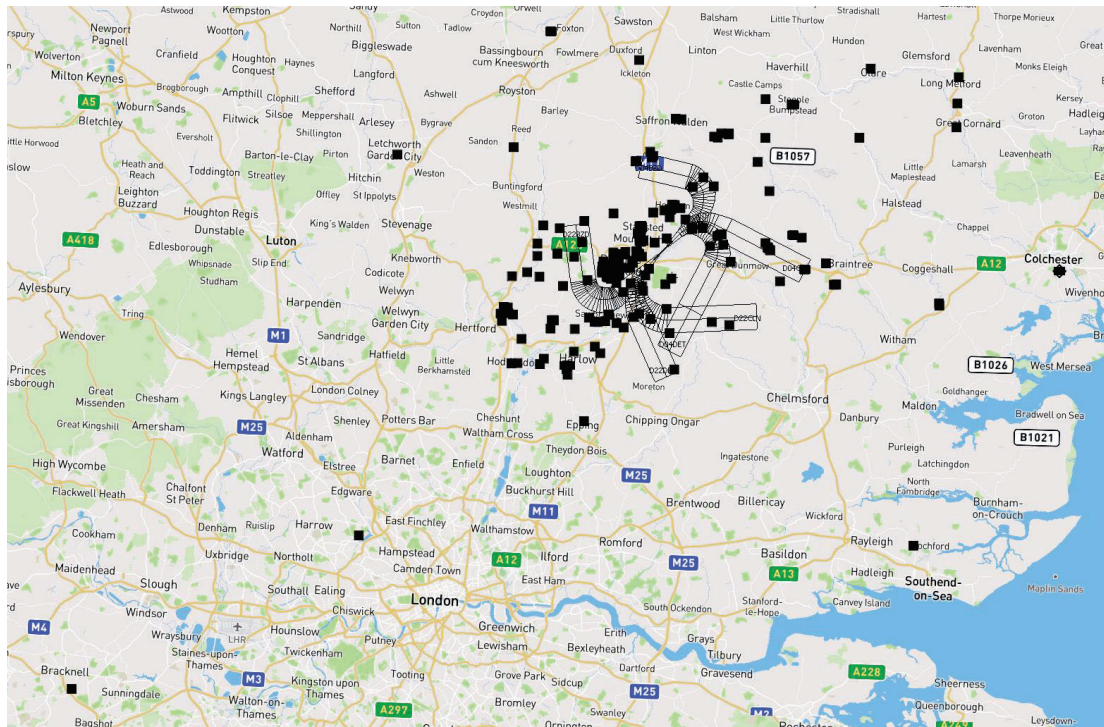 Astwood
Kempston
Sandy
Croydon
Orwell
Sawston
Balsham
Little Thurlow
Stradishall
Hartest
Thorpe Morieux
Newport
Pagnell
Wootton
Northill
Sutton
Tadlow
Foxton
West Wickham
Hundon
Lavenham
Wolverton
Cranfield
Houghton
Conquest
Haynes
Biggleswade
Bassingbourn
cum Kneesworth
Fowlmere
Duxford
Linton
Haverhill
Glemsford
Monks Eleigh
Milton Keynes
Brogborough
Ampthill
Clophill
Shefford
Langford
Ickleton
Castle Camps
Clare
Long Melford
A5
Woburn Sands
Flitwick
Meppershall
Arlesey
Ashwell
Royston
Barley
Steeple
Bumpstead
Kersey
Bletchley
Eversholt
Silsoe
Shillington
Bygrave
Reed
Saffron Walden
Great Cornard
Groton
Little Horwood
Letchworth
Garden City
Sandon
Heath and
Reach
Toddington
Barton-le-Clay
Pirton
Hitchin
Weston
B1057
Lamarsh
Leavenheath
Leighton
Buzzard
Streatley
Offley
St Ippolyts
Buntingford
Little
Maplestead
Houghton Regis
King's Walden
Westmill
Halstead
A418
Dunstable
Stevenage
Chappel
Edlesborough
Luton
Knebworth
A12
Colchester
Whipsnade
Slip End
Codicote
Great Dunmow
Braintree
Coggeshall
A12
Aylesbury
Studham
Welwyn
Tring
Harpenden
Welwyn
Garden City
Hertford
Witham
Wendover
M1
Sandridge
D22CLN
Hemel
Hempstead
St Albans
Hatfield
Harlow
D04DET
West Mersea
Princes
Risborough
London Colney
Little
Berkhamsted
B1026
Great
Missenden
Chesham
Kings Langley
Moreton
Goldhanger
Chelmsford
Maldon
Great Kingshill
Amersham
M25
Shenley
Potters Bar
Cheshunt
Epping
Chipping Ongar
Danbury
Bradwell on Sea
Aldenham
Waltham Cross
B1021
Watford
Theydon Bois
Ingatestone
Purleigh
High Wycombe
Elstree
Barnet
Enfield
Loughton
M25
Latchingdon
Flackwell Heath
Chalfont
St Peter
Edgware
Buckhurst Hill
Brentwood
Billericay
North
Fambridge
Burnham-
on-Crouch
Cookham
Denham
Ruislip
Harrow
East Finchley
M11
Walthamstow
Wickford
Uxbridge
Northolt
Hampstead
A12
Ilford
Romford
Rayleigh
Rochford
Maidenhead
Camden Town
M25
Basildon
Slough
Southall
Ealing
London
East Ham
A13
Hadleigh
Southend-
on-Sea
Maplin Sands
Windsor
Chiswick
South Ockendon
Stanford-
le-Hope
Canvey Island
M4
LHR
Hounslow
Putney
Greenwich
Erith
Grays
Wraysbury
Staines-upon-
Thames
Twickenham
Lewisham
Bexleyheath
Tilbury
Bracknell
Tooting
Dartford
Gravesend
A228
Sunningdale
M3
Kingston upon
Thames
Grove Park
Sidcup
M25
Sheerness
Bagshot
Walton-on-
Thames
A297
Bromley
Swanley
M2
Queenborough